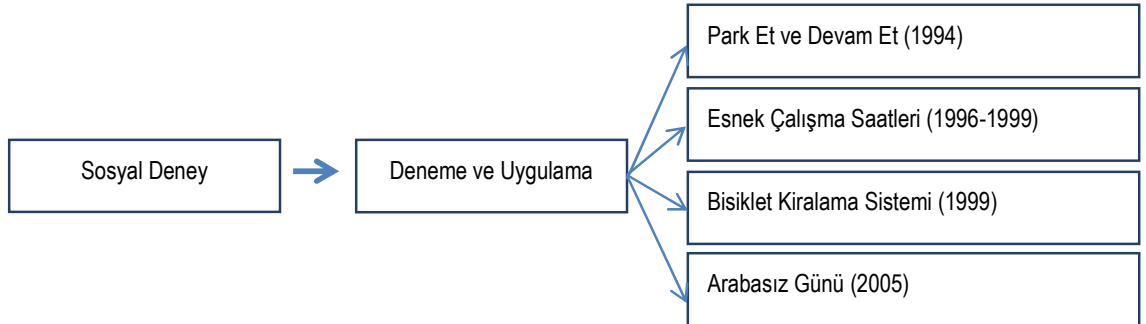 Park Et ve Devam Et (1994)
Esnek Çalışma Saatleri (1996-1999)
Sosyal Deney
Deneme ve Uygulama
Bisiklet Kiralama Sistemi (1999)
Arabasız Günü (2005)